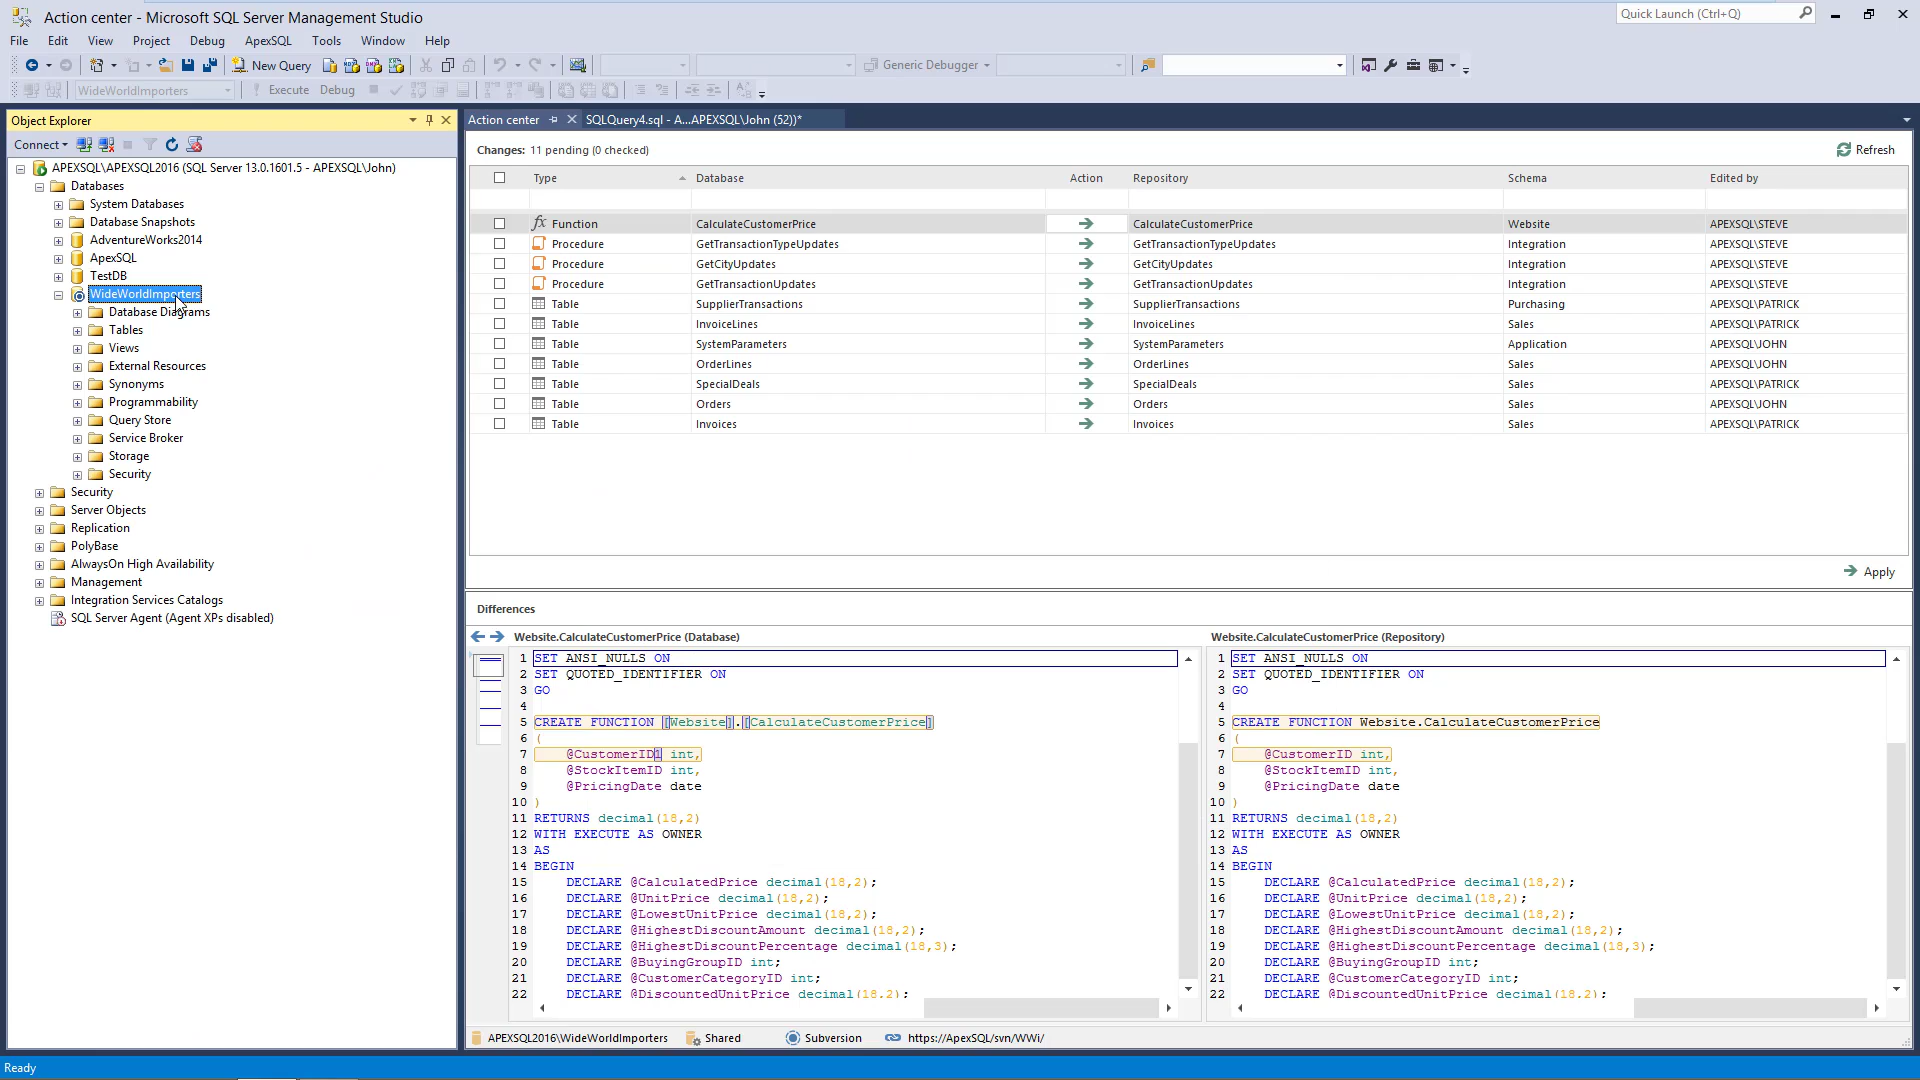 Action center - Microsoft SQL Server Management Studio
Quick Launch (Ctrl+Q)
File Edit View Project Debug ApexSQL Tools Window Help
New Query
Generic Debugger
WideWorldImporters
Execute Debug
Object Explorer
Connect
APEXSQL\APEXSQL2016 (SQL Server 13.0.1601.5 - APEXSQL\John)
Databases
System Databases
Database Snapshots
AdventureWorks2014
ApexSQL
TestDB
WideWorldImporters
Database Diagrams
Tables
Views
External Resources
Synonyms
Programmability
Query Store
Service Broker
Storage
Security
Security
Server Objects
Replication
PolyBase
AlwaysOn High Availability
Management
Integration Services Catalogs
SQL Server Agent (Agent XPs disabled)
Action center
SQLQuery4.sql - A...APEXSQL\John (52))*
Changes: 11 pending (0 checked)
Refresh
Type Database Action Repository Schema Edited by
fx Function CalculateCustomerPrice CalculateCustomerPrice Website APEXSQL\STEVE
Procedure GetTransactionTypeUpdates GetTransactionTypeUpdates Integration APEXSQL\STEVE
Procedure GetCityUpdates GetCityUpdates Integration APEXSQL\STEVE
Procedure GetTransactionUpdates GetTransactionUpdates Integration APEXSQL\STEVE
Table SupplierTransactions SupplierTransactions Purchasing APEXSQL\PATRICK
Table InvoiceLines InvoiceLines Sales APEXSQL\PATRICK
Table SystemParameters SystemParameters Application APEXSQL\JOHN
Table OrderLines OrderLines Sales APEXSQL\JOHN
Table SpecialDeals SpecialDeals Sales APEXSQL\PATRICK
Table Orders Orders Sales APEXSQL\JOHN
Table Invoices Invoices Sales APEXSQL\PATRICK
Apply
Differences
Website.CalculateCustomerPrice (Database)
1 SET ANSI_NULLS ON
2 SET QUOTED_IDENTIFIER ON
3 GO
4
5 CREATE FUNCTION [Website].[CalculateCustomerPrice]
6 (
7 @CustomerID1 int,
8 @StockItemID int,
9 @PricingDate date
10 )
11 RETURNS decimal(18,2)
12 WITH EXECUTE AS OWNER
13 AS
14 BEGIN
15 DECLARE @CalculatedPrice decimal(18,2);
16 DECLARE @UnitPrice decimal(18,2);
17 DECLARE @LowestUnitPrice decimal(18,2);
18 DECLARE @HighestDiscountAmount decimal(18,2);
19 DECLARE @HighestDiscountPercentage decimal(18,3);
20 DECLARE @BuyingGroupID int;
21 DECLARE @CustomerCategoryID int;
22 DECLARE @DiscountedUnitPrice decimal(18,2);
Website.CalculateCustomerPrice (Repository)
1 SET ANSI_NULLS ON
2 SET QUOTED_IDENTIFIER ON
3 GO
4
5 CREATE FUNCTION Website.CalculateCustomerPrice
6 (
7 @CustomerID int,
8 @StockItemID int,
9 @PricingDate date
10 )
11 RETURNS decimal(18,2)
12 WITH EXECUTE AS OWNER
13 AS
14 BEGIN
15 DECLARE @CalculatedPrice decimal(18,2);
16 DECLARE @UnitPrice decimal(18,2);
17 DECLARE @LowestUnitPrice decimal(18,2);
18 DECLARE @HighestDiscountAmount decimal(18,2);
19 DECLARE @HighestDiscountPercentage decimal(18,3);
20 DECLARE @BuyingGroupID int;
21 DECLARE @CustomerCategoryID int;
22 DECLARE @DiscountedUnitPrice decimal(18,2);
APEXSQL2016\WideWorldImporters Shared Subversion https://ApexSQL/svn/WWi/
Ready